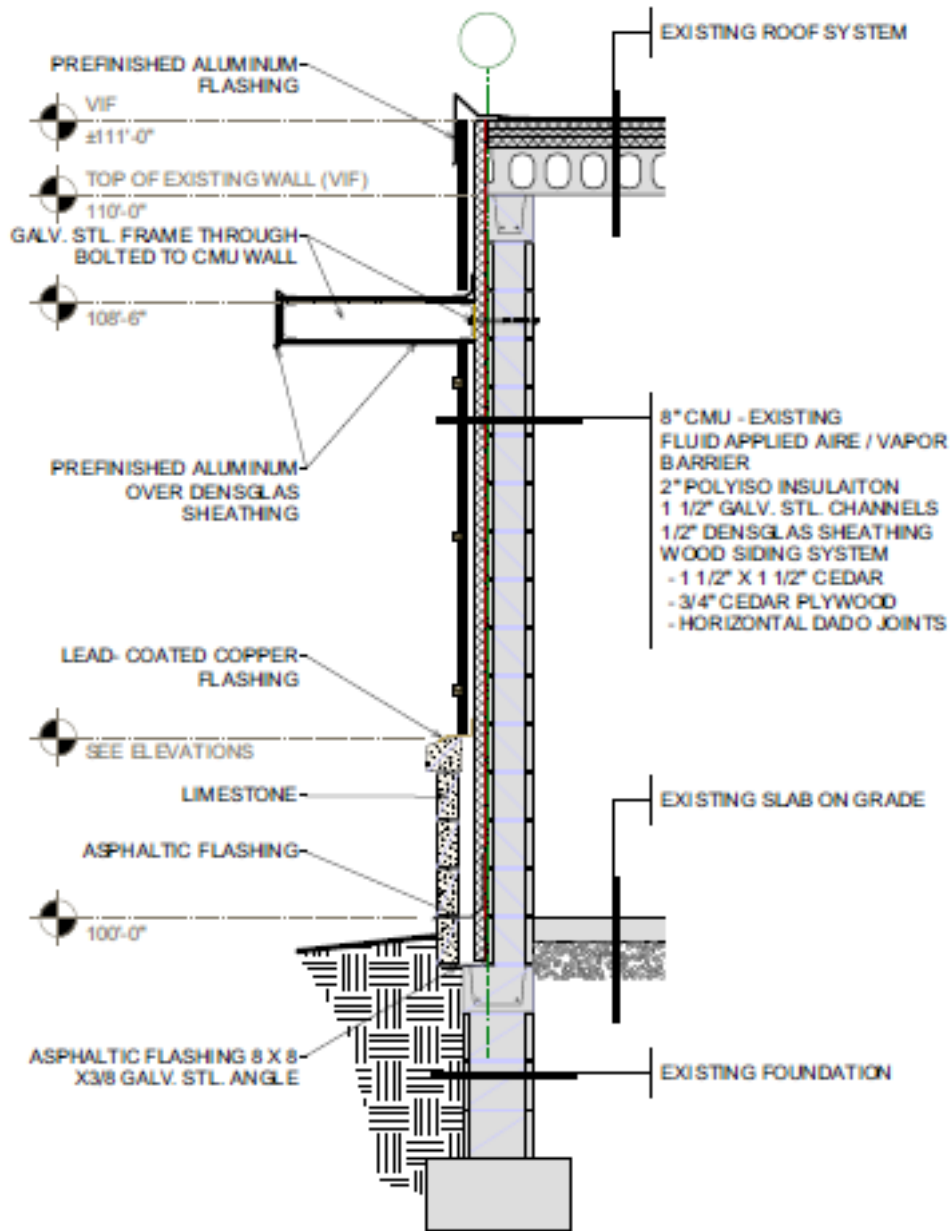 EXISTING ROOF SYSTEM
PREFINISHED ALUMINUM
FLASHING
VIF
±111'-0"
TOP OF EXISTING WALL (VIF)
110'-0"
GALV. STL. FRAME THROUGH
BOLTED TO CMU WALL
108'-6"
8" CMU - EXISTING
FLUID APPLIED AIRE / VAPOR
BARRIER
2" POLYISO INSULAITON
1 1/2" GALV. STL. CHANNELS
1/2" DENSGLAS SHEATHING
WOOD SIDING SYSTEM
- 1 1/2" X 1 1/2" CEDAR
- 3/4" CEDAR PLYWOOD
- HORIZONTAL DADO JOINTS
PREFINISHED ALUMINUM
OVER DENSGLAS
SHEATHING
LEAD- COATED COPPER
FLASHING
SEE ELEVATIONS
LIMESTONE
EXISTING SLAB ON GRADE
ASPHALTIC FLASHING
100'-0"
ASPHALTIC FLASHING 8 X 8
X3/8 GALV. STL. ANGLE
EXISTING FOUNDATION